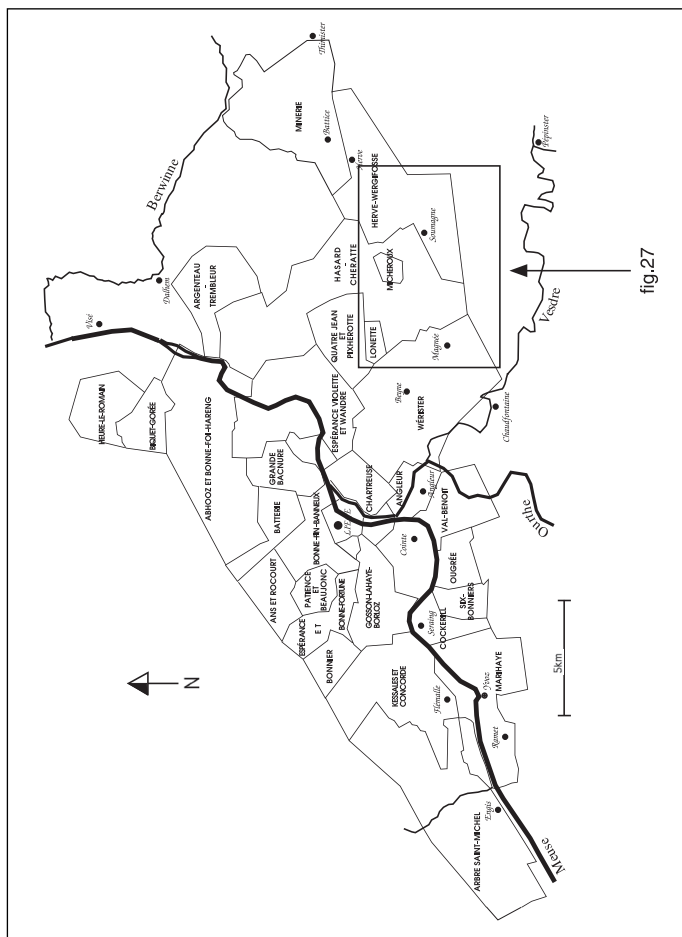 Thimister
MINERIE
Battice
Herve
HERVE-WERGIFOSSE
Pepinster
Berwinne
Soumagne
HASARD
-
CHERATTE
MICHEROUX
fig.27
Vesdre
Dalhem
ARGENTEAU
-
TREMBLEUR
Visé
QUATRE JEAN
ET
PIXHEROTTE
LONETTE
Magnée
HEURE-LE-ROMAIN
BIQUET-GORÉE
ABHOOZ ET BONNE-FOI-HARENG
ESPÉRANCE VIOLETTE
ET WANDRE
Beyne
WÉRISTER
Chaudfontaine
GRANDE
BACNURE
BATTERIE
CHARTREUSE
ANGLEUR
Angleur
VAL-BENOIT
Ourthe
BONNE-FIN-BANNEUX
LIEGE
Cointe
ANS ET ROCOURT
PATIENCE
ET
BEAUJONC
ESPÉRANCE
ET
BONNE-FORTUNE
GOSSON-LAHAYE-
BORLOZ
OUGRÉE
SIX-
BONNIERS
BONNIER
Seraing
COCKERILL
KESSALES ET
CONCORDE
Flémalle
Yvoz
MARIHAYE
Ramet
N
5km
Engis
ARBRE SAINT-MICHEL
Meuse